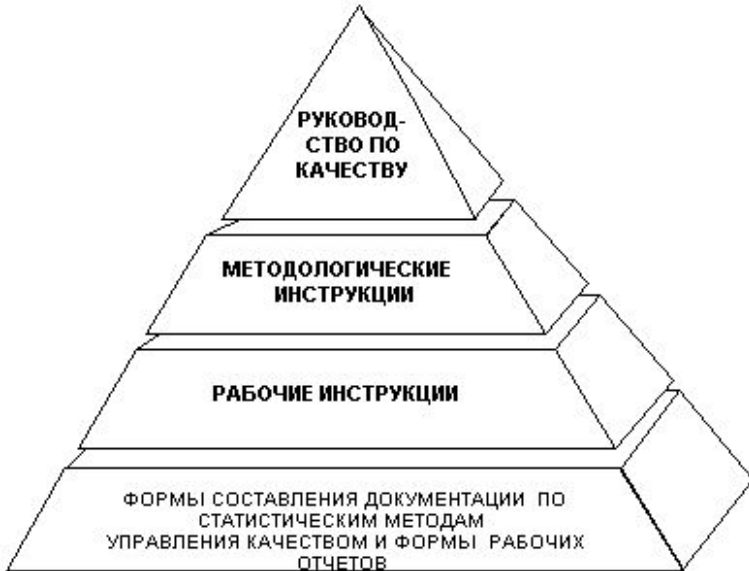 РУКОВОД-
СТВО ПО
КАЧЕСТВУ
МЕТОДОЛОГИЧЕСКИЕ
ИНСТРУКЦИИ
РАБОЧИЕ ИНСТРУКЦИИ
ФОРМЫ СОСТАВЛЕНИЯ ДОКУМЕНТАЦИИ ПО
СТАТИСТИЧЕСКИМ МЕТОДАМ
УПРАВЛЕНИЯ КАЧЕСТВОМ И ФОРМЫ РАБОЧИХ
ОТЧЕТОВ